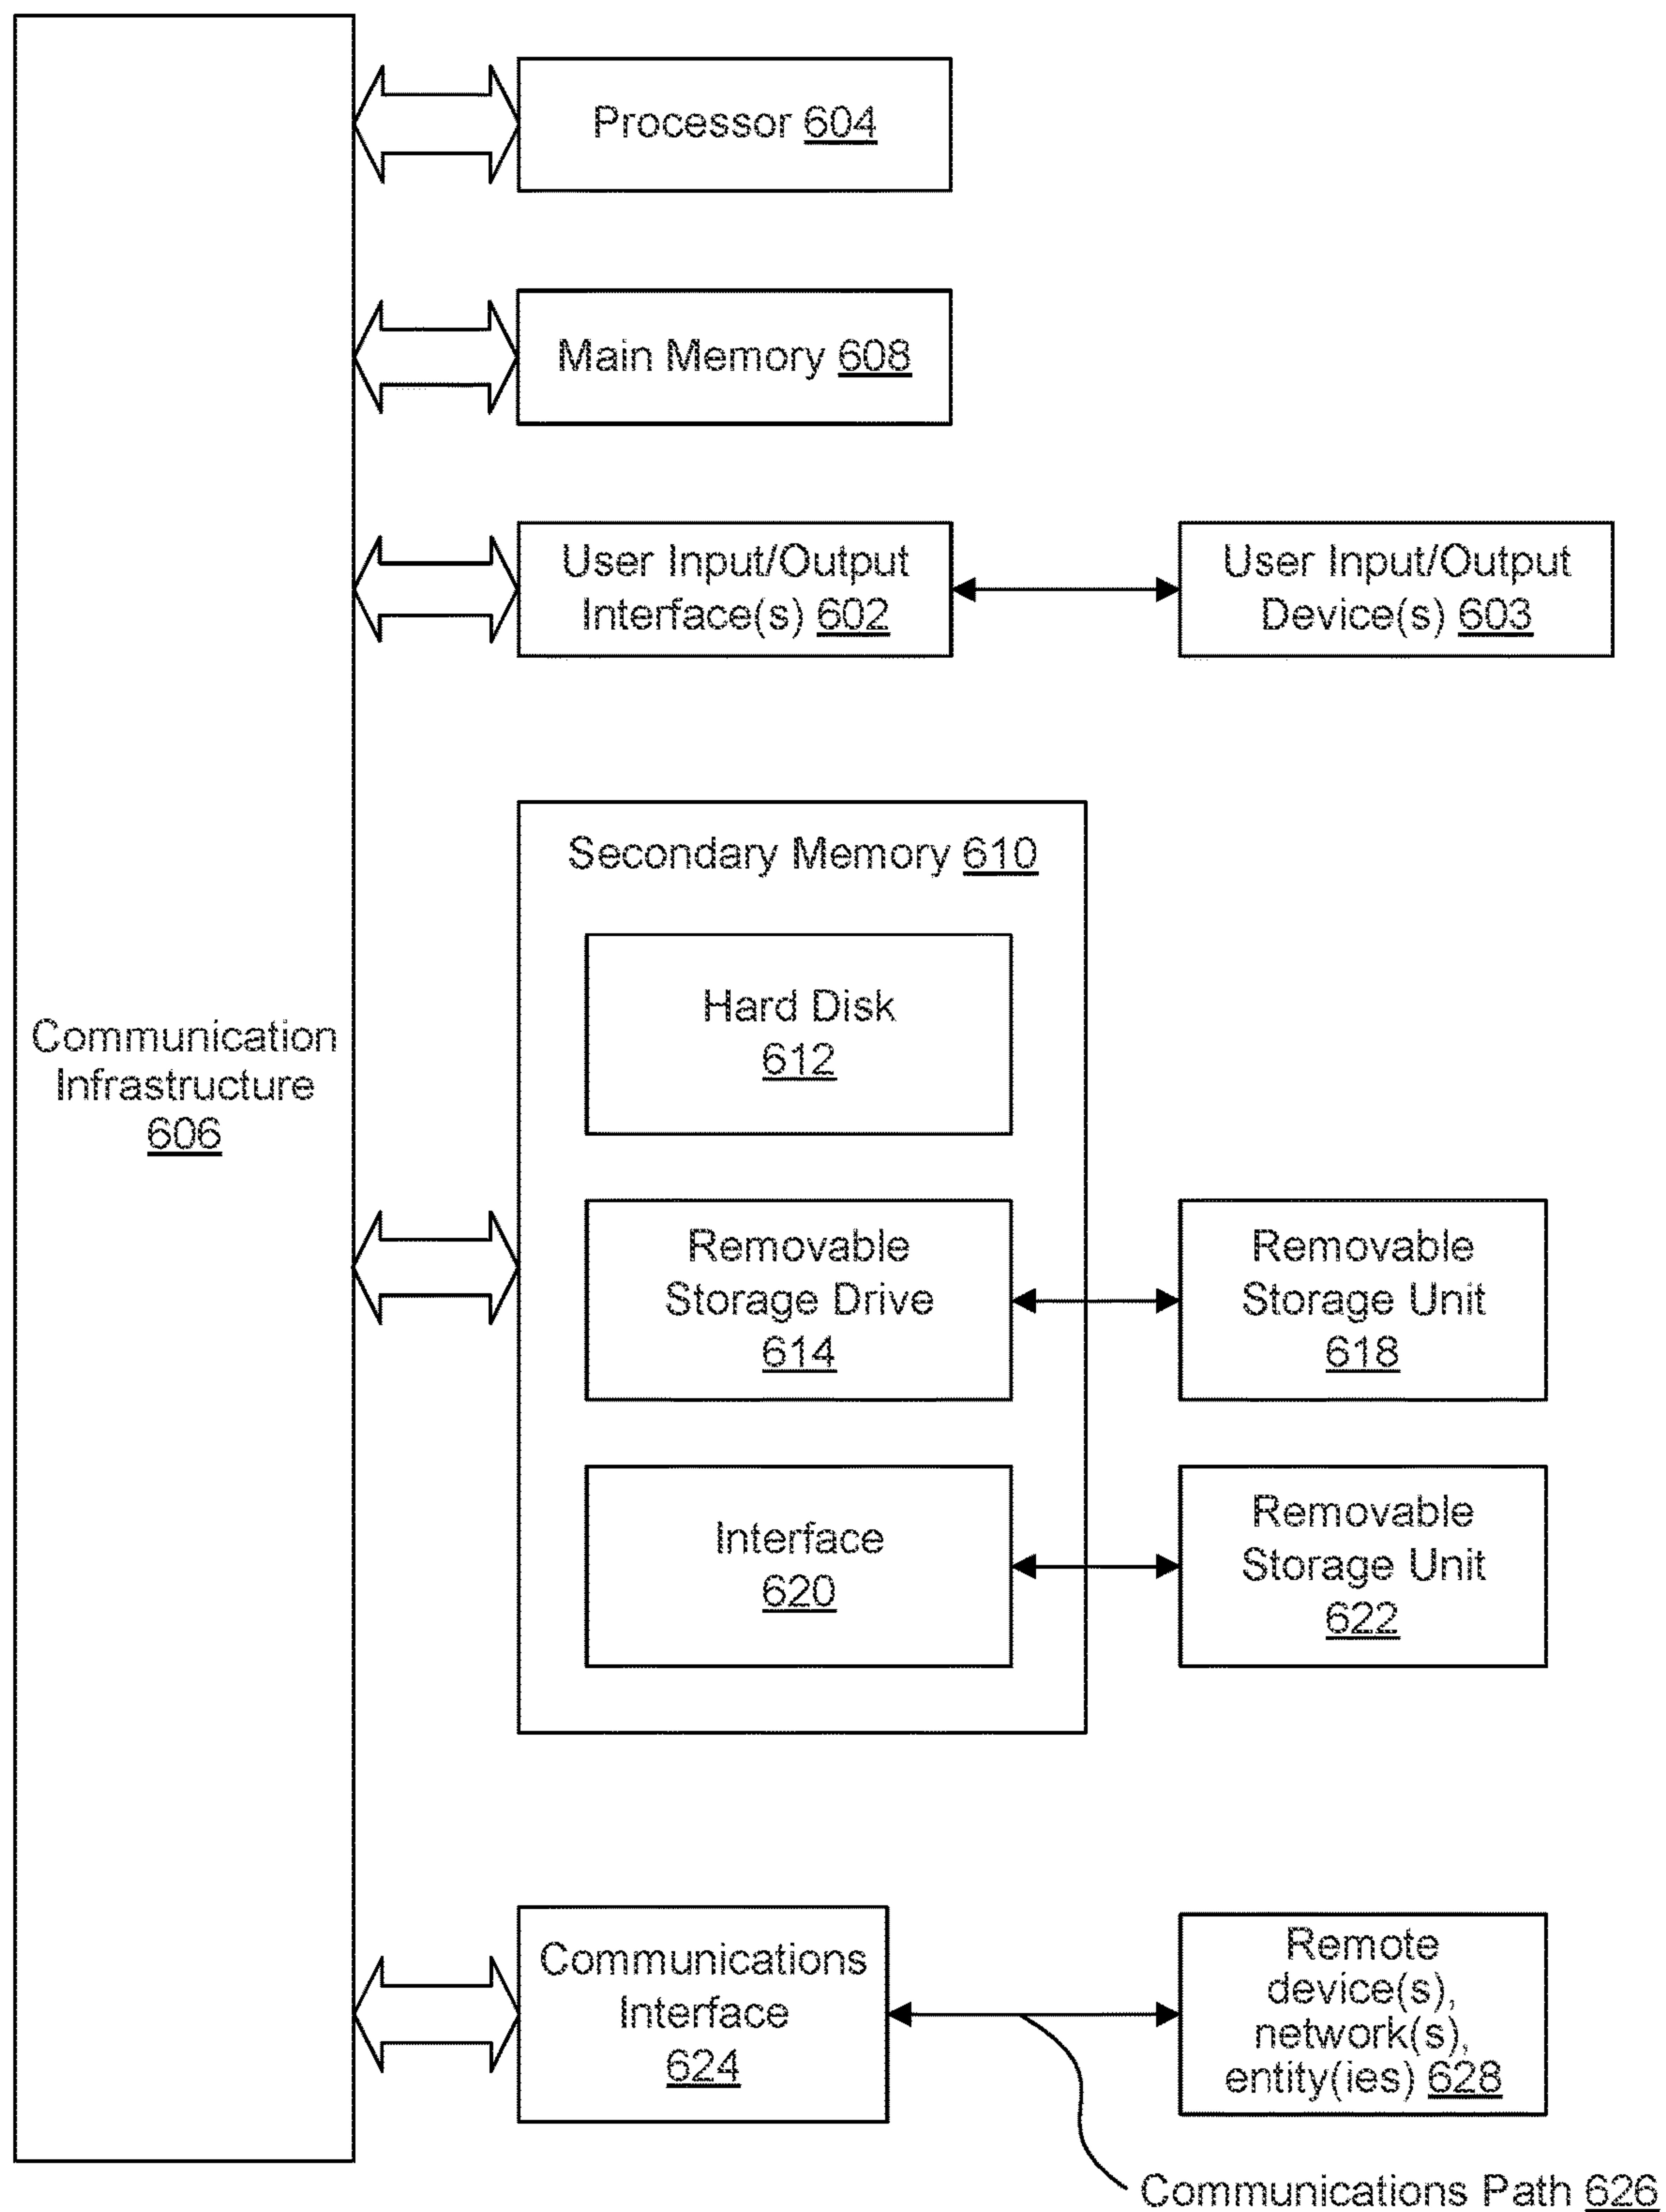 Processor 604
Main Memory 608
User Input/Output
Interface(s) 602
User Input/Output
Device(s) 603
Secondary Memory 610
Hard Disk
612
Communication
Infrastructure
606
Removable
Storage Drive
614
Removable
Storage Unit
618
Interface
620
Removable
Storage Unit
622
Communications
Interface
624
Remote
device(s),
network(s),
entity(ies) 628
Communications Path 626